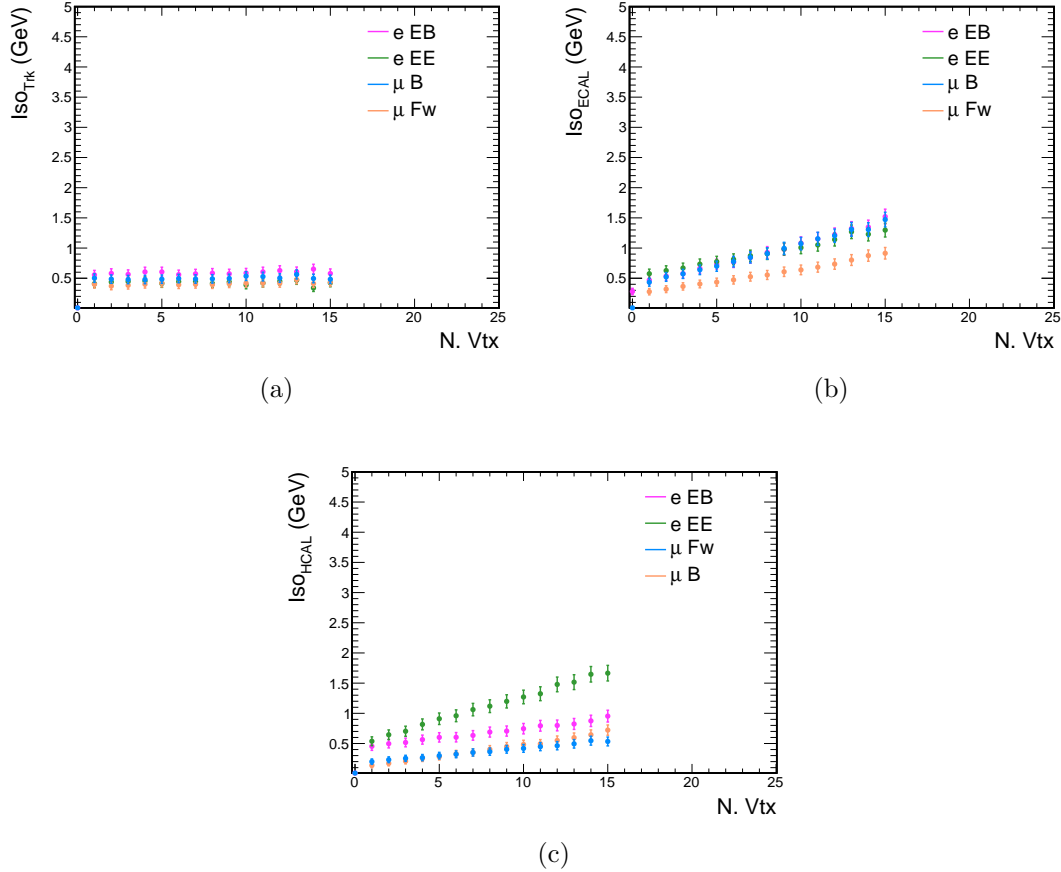 Iso_Trk (GeV)
5
4.5
4
3.5
3
2.5
2
1.5
1
0.5
0 5 10 15 20 25
N. Vtx
e EB
e EE
μ B
μ Fw
(a)
Iso_ECAL (GeV)
5
4.5
4
3.5
3
2.5
2
1.5
1
0.5
0 5 10 15 20 25
N. Vtx
e EB
e EE
μ B
μ Fw
(b)
Iso_HCAL (GeV)
5
4.5
4
3.5
3
2.5
2
1.5
1
0.5
0 5 10 15 20 25
N. Vtx
e EB
e EE
μ Fw
μ B
(c)